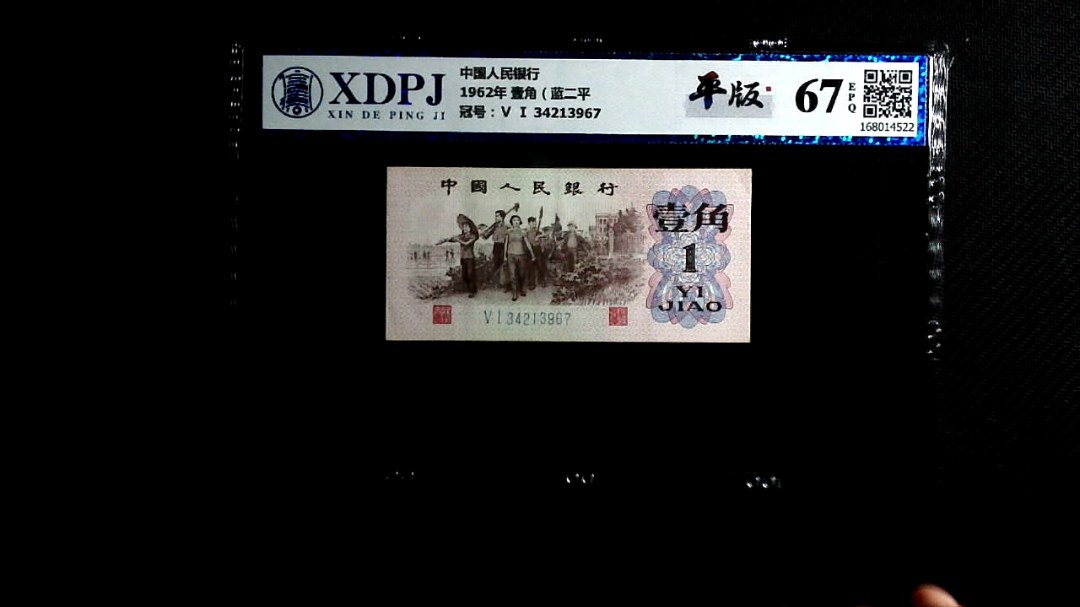 XDPJ
XIN DE PING JI
中国人民银行
1962年 壹角（蓝二平
冠号：V I 34213967
平版
67
EPQ
168014522
中國人民銀行
壹角
1
YI
JIAO
VI 34213967